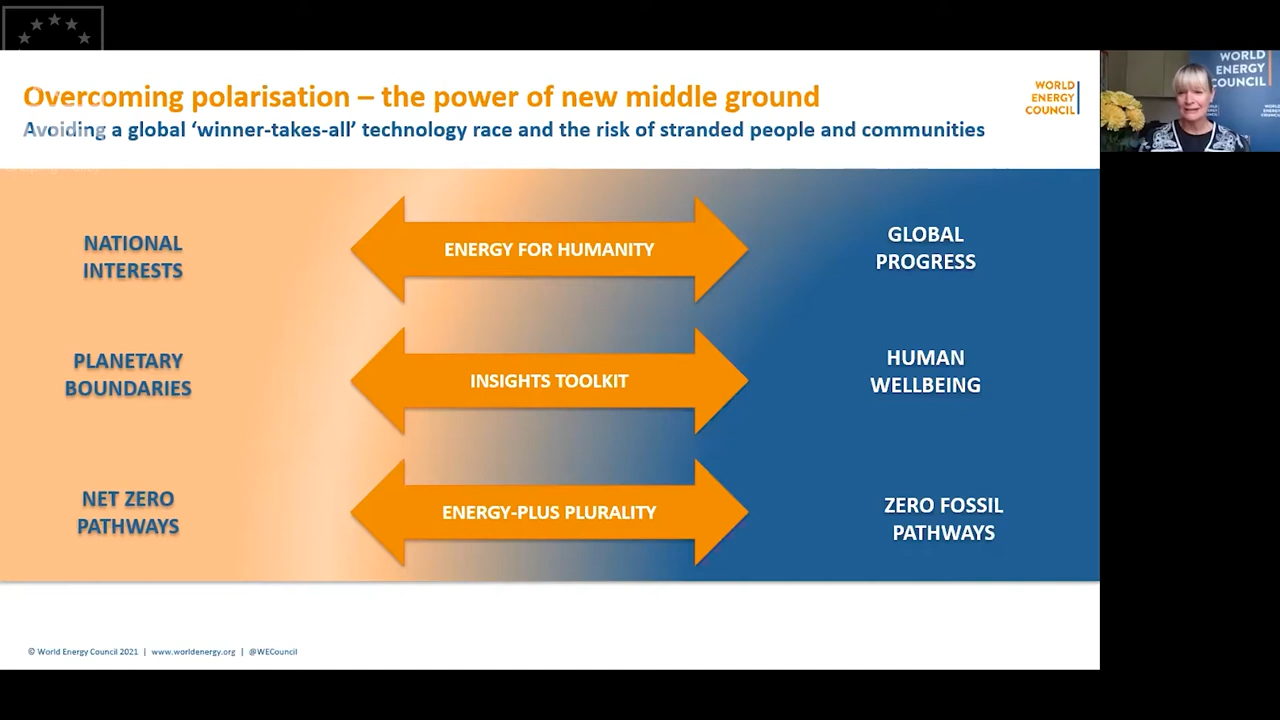 Overcoming polarisation – the power of new middle ground
Avoiding a global ‘winner-takes-all’ technology race and the risk of stranded people and communities
WORLD
ENERGY
COUNCIL
WORLD
ENERGY
COUNCIL
NATIONAL
INTERESTS
ENERGY FOR HUMANITY
GLOBAL
PROGRESS
PLANETARY
BOUNDARIES
INSIGHTS TOOLKIT
HUMAN
WELLBEING
NET ZERO
PATHWAYS
ENERGY-PLUS PLURALITY
ZERO FOSSIL
PATHWAYS
© World Energy Council 2021 | www.worldenergy.org | @WECouncil